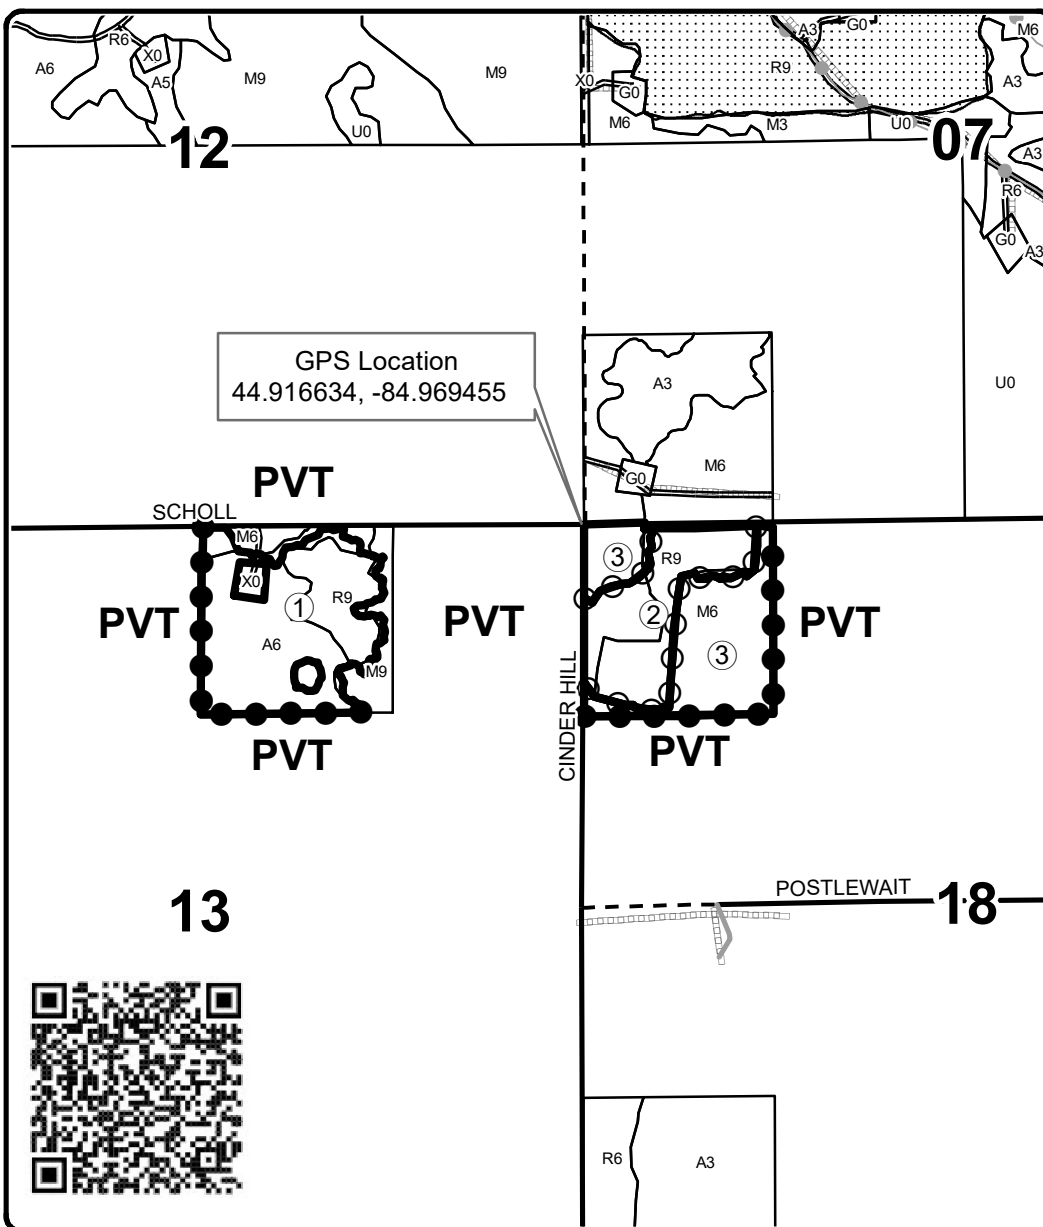 R6
X0
A6
A5
M9
U0
M9
12
X0
G0
M6
M3
A3
G0
R9
U0
M6
A3
07
A3
R6
G0
A3
U0
GPS Location
44.916634, -84.969455
A3
M6
G0
PVT
SCHOLL
M6
X0
1
R9
A6
M9
PVT
PVT
PVT
3
R9
2
M6
3
PVT
PVT
CINDER HILL
13
POSTLEWAIT
18
R6
A3